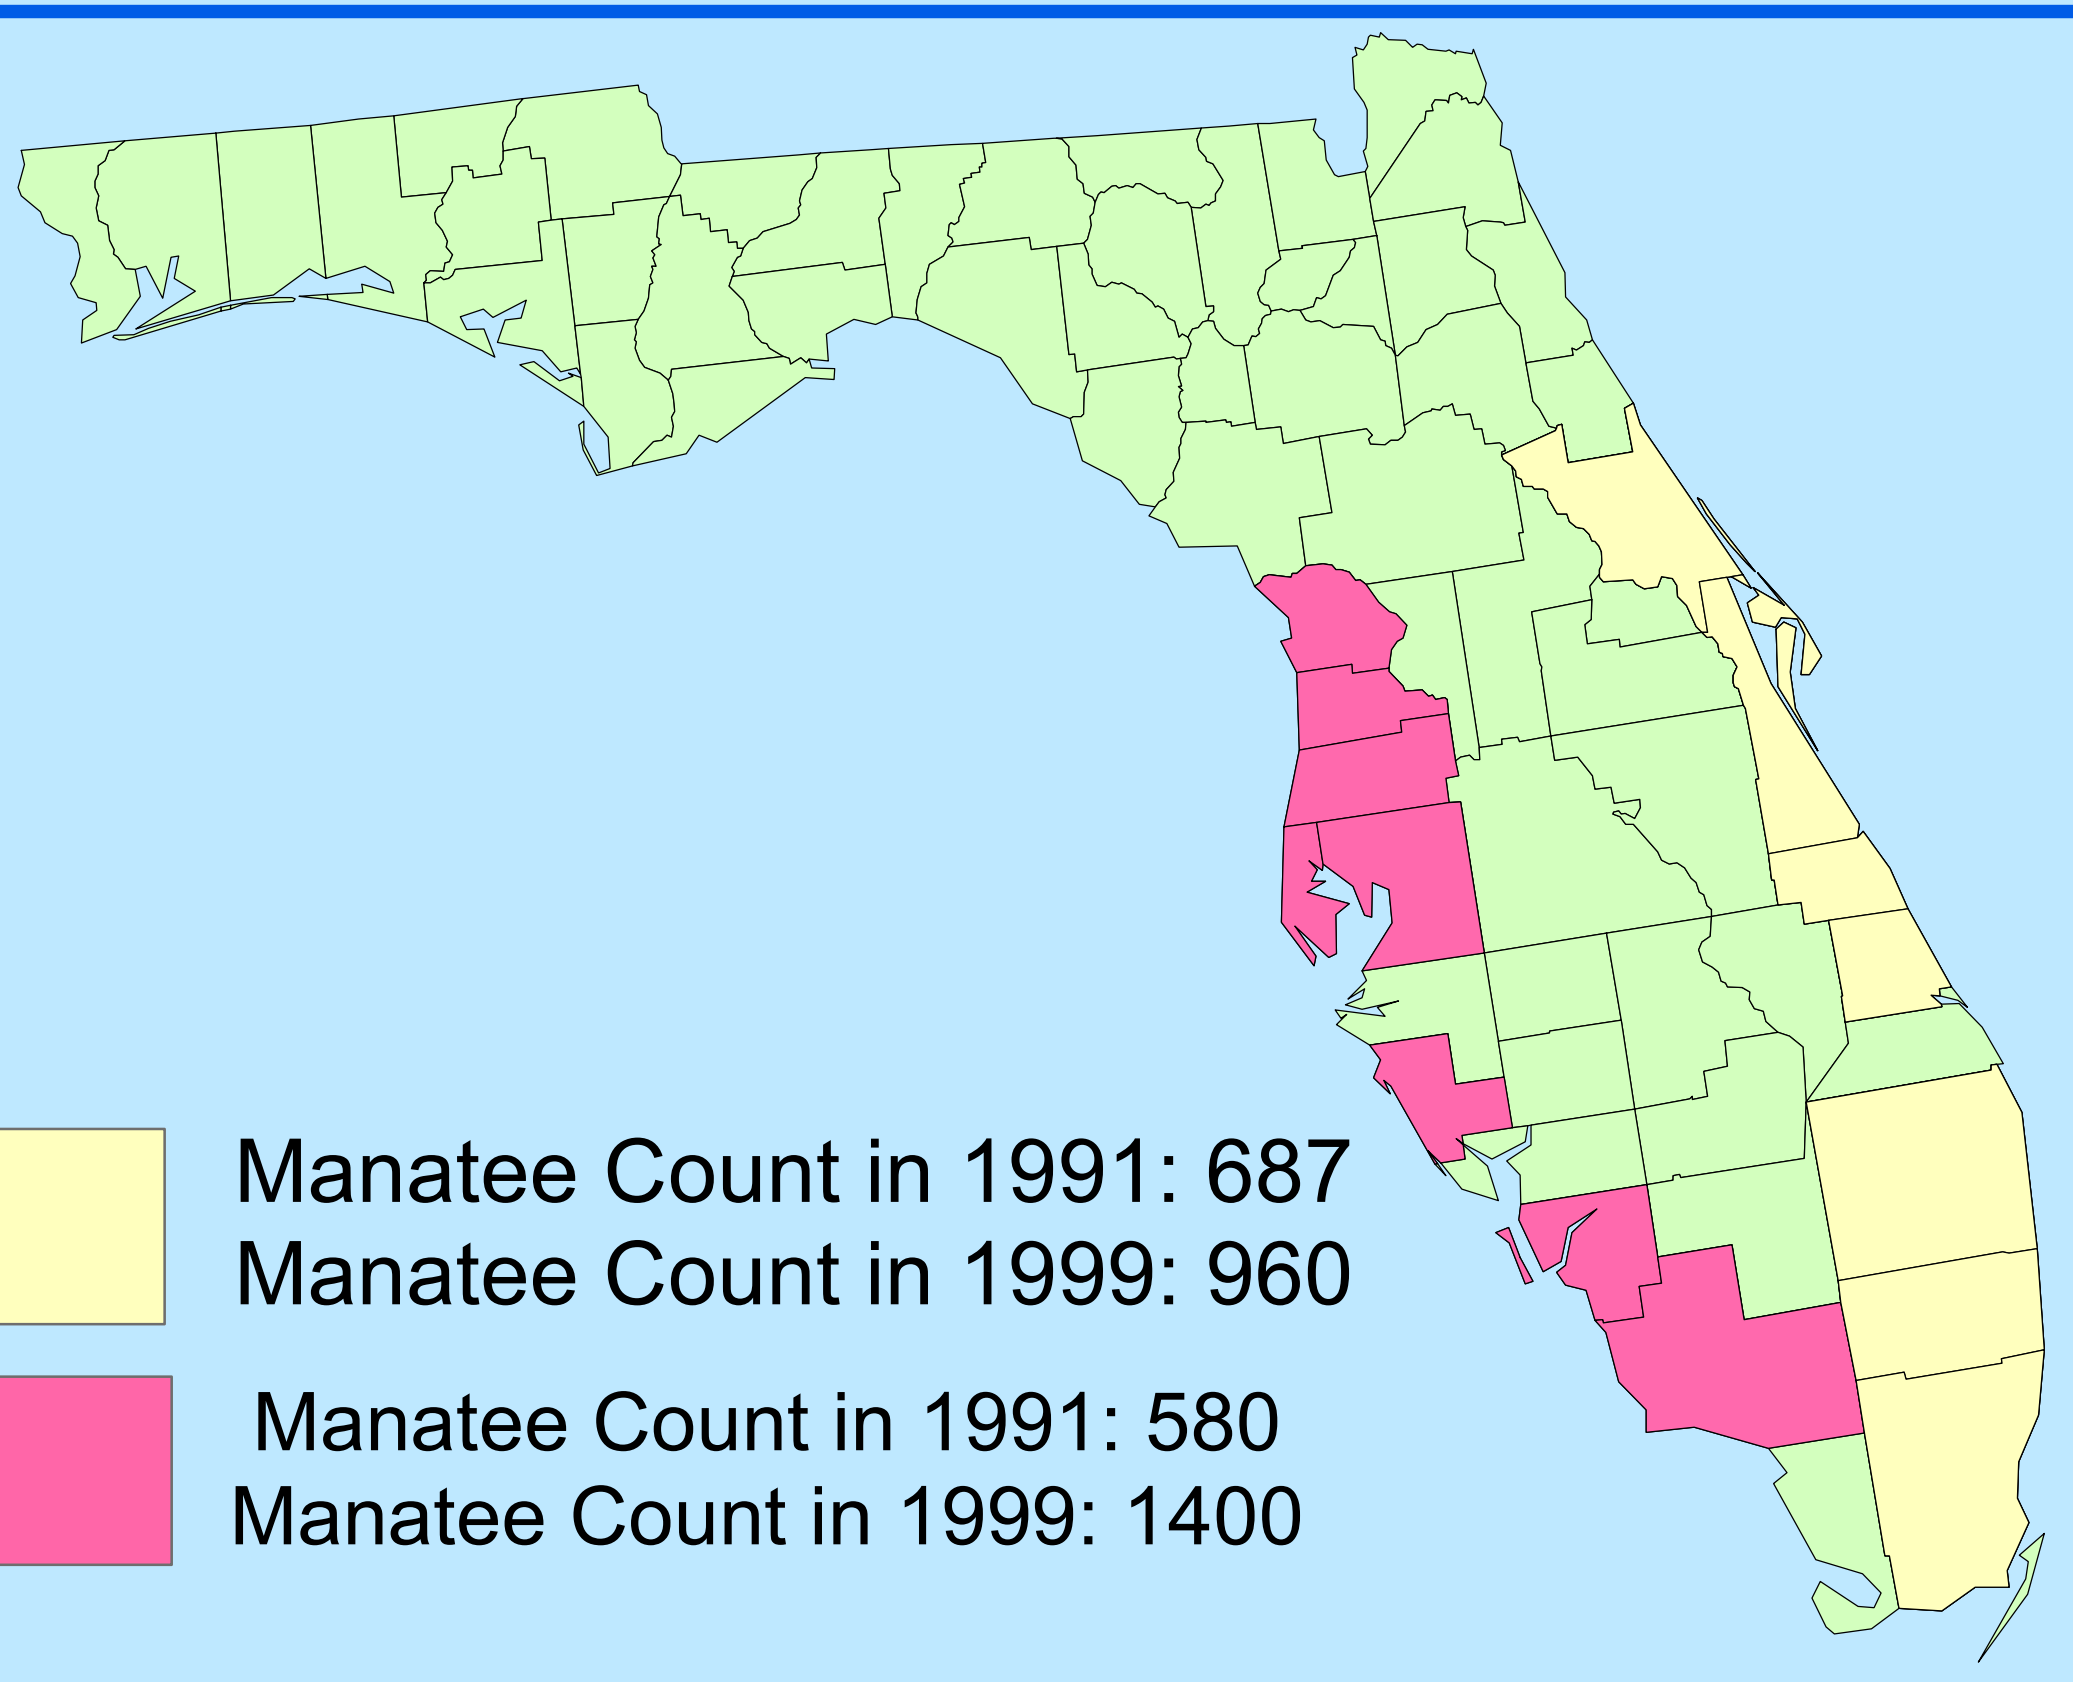 Manatee Count in 1991: 687
Manatee Count in 1999: 960
Manatee Count in 1991: 580
Manatee Count in 1999: 1400